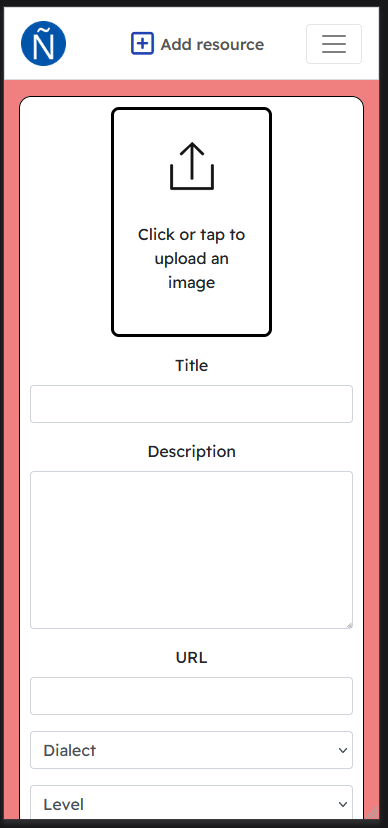 Ñ
Add resource
Click or tap to
upload an
image
Title
Description
URL
Dialect
Level